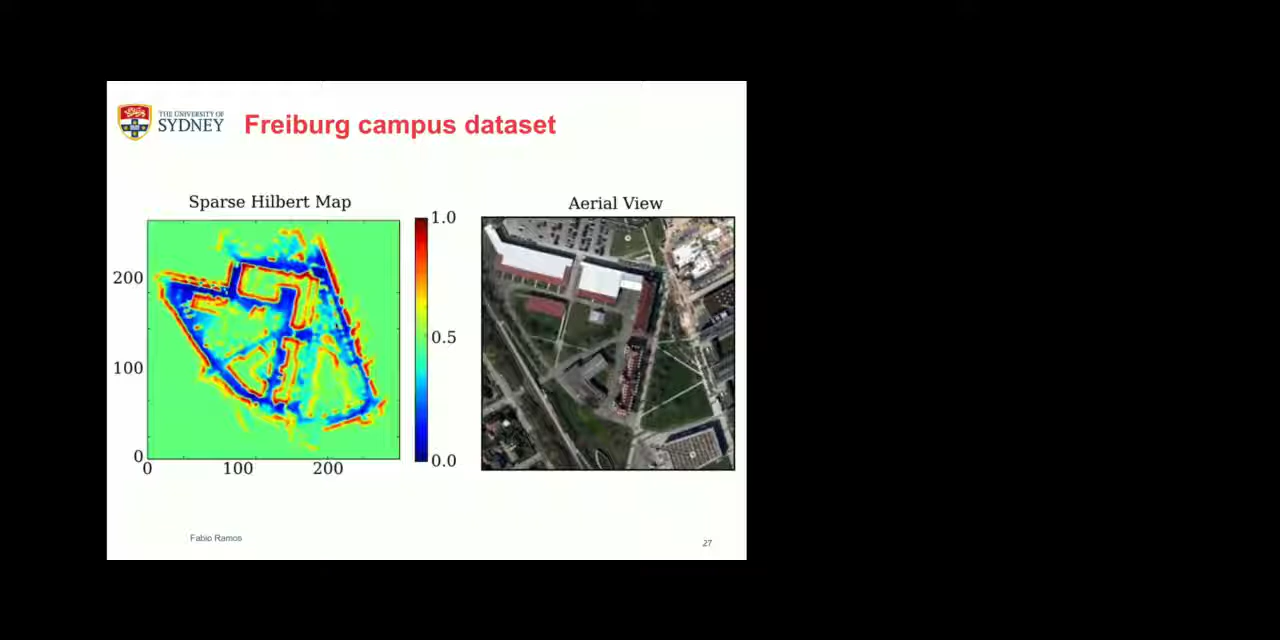 THE UNIVERSITY OF
SYDNEY
Freiburg campus dataset
Sparse Hilbert Map
Aerial View
1.0
200
0.5
100
0
0.0
0
100
200
Fabio Ramos
27